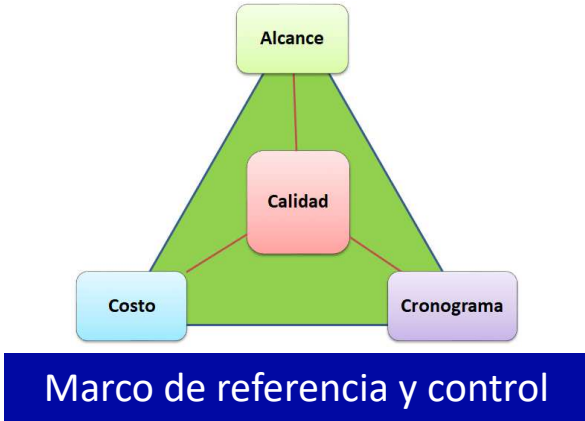 Alcance
Calidad
Costo
Cronograma
Marco de referencia y control